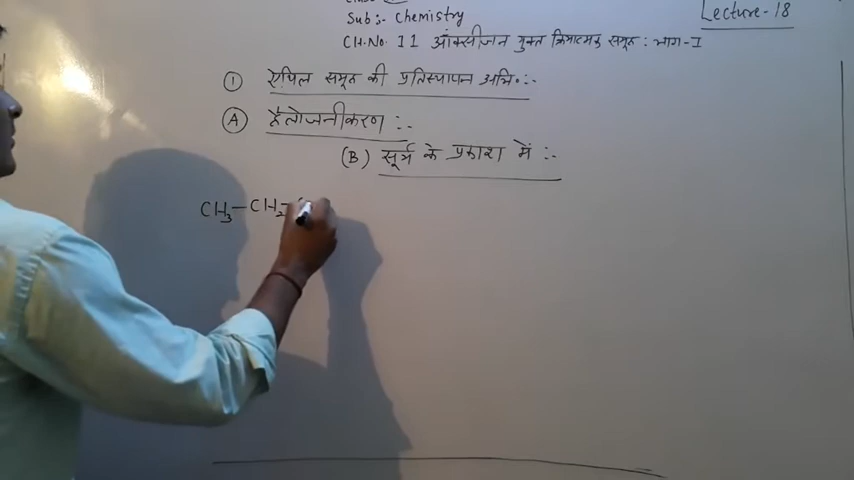 Lecture-18
Sub:- Chemistry
CH.No. 11 ऑक्सीजन युक्त क्रियात्मक समूह : भाग-I
① ऐथिल समूह की प्रतिस्थापन अभि.:-
Ⓐ हैलोजनीकरण :-
(B) सूर्य के प्रकाश में :-
CH₃-CH₂-